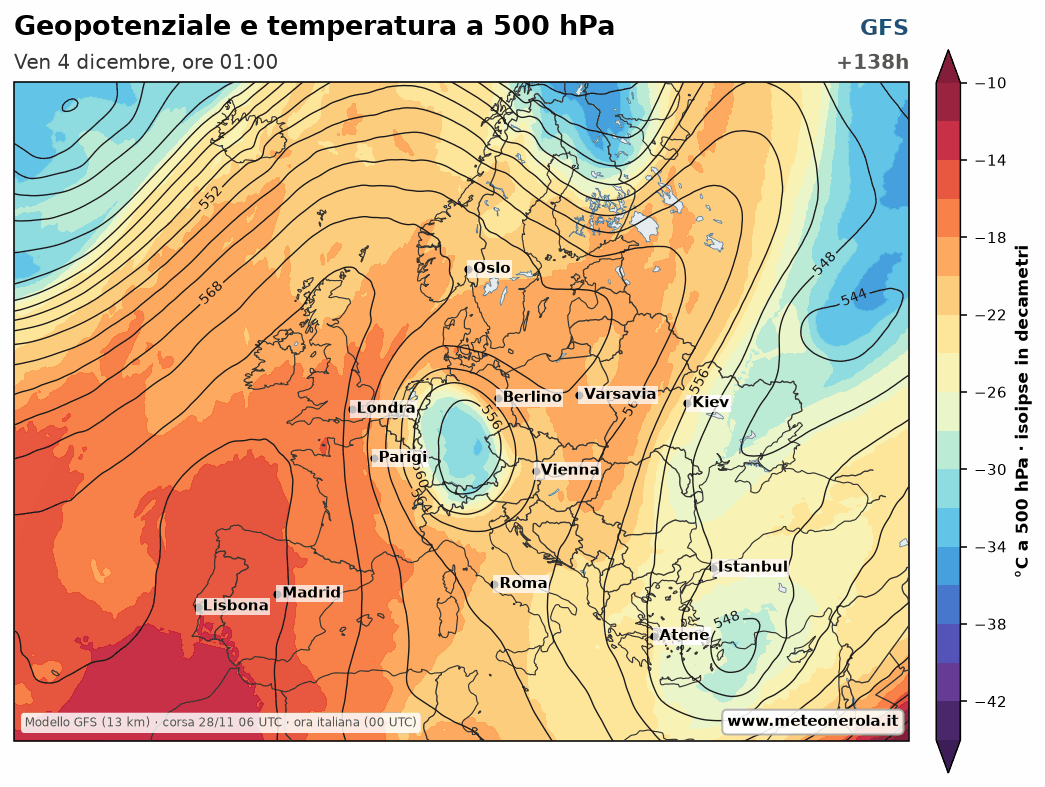 Geopotenziale e temperatura a 500 hPa
GFS
Ven 4 dicembre, ore 01:00
+138h
552
568
548
544
Oslo
556
Berlino
Varsavia
Kiev
Londra
556
Parigi
560
564
Vienna
Istanbul
Roma
Madrid
Lisbona
548
Atene
Modello GFS (13 km) · corsa 28/11 06 UTC · ora italiana (00 UTC)
www.meteonerola.it
−10
−14
−18
−22
−26
−30
−34
−38
−42
°C a 500 hPa · isoipse in decametri